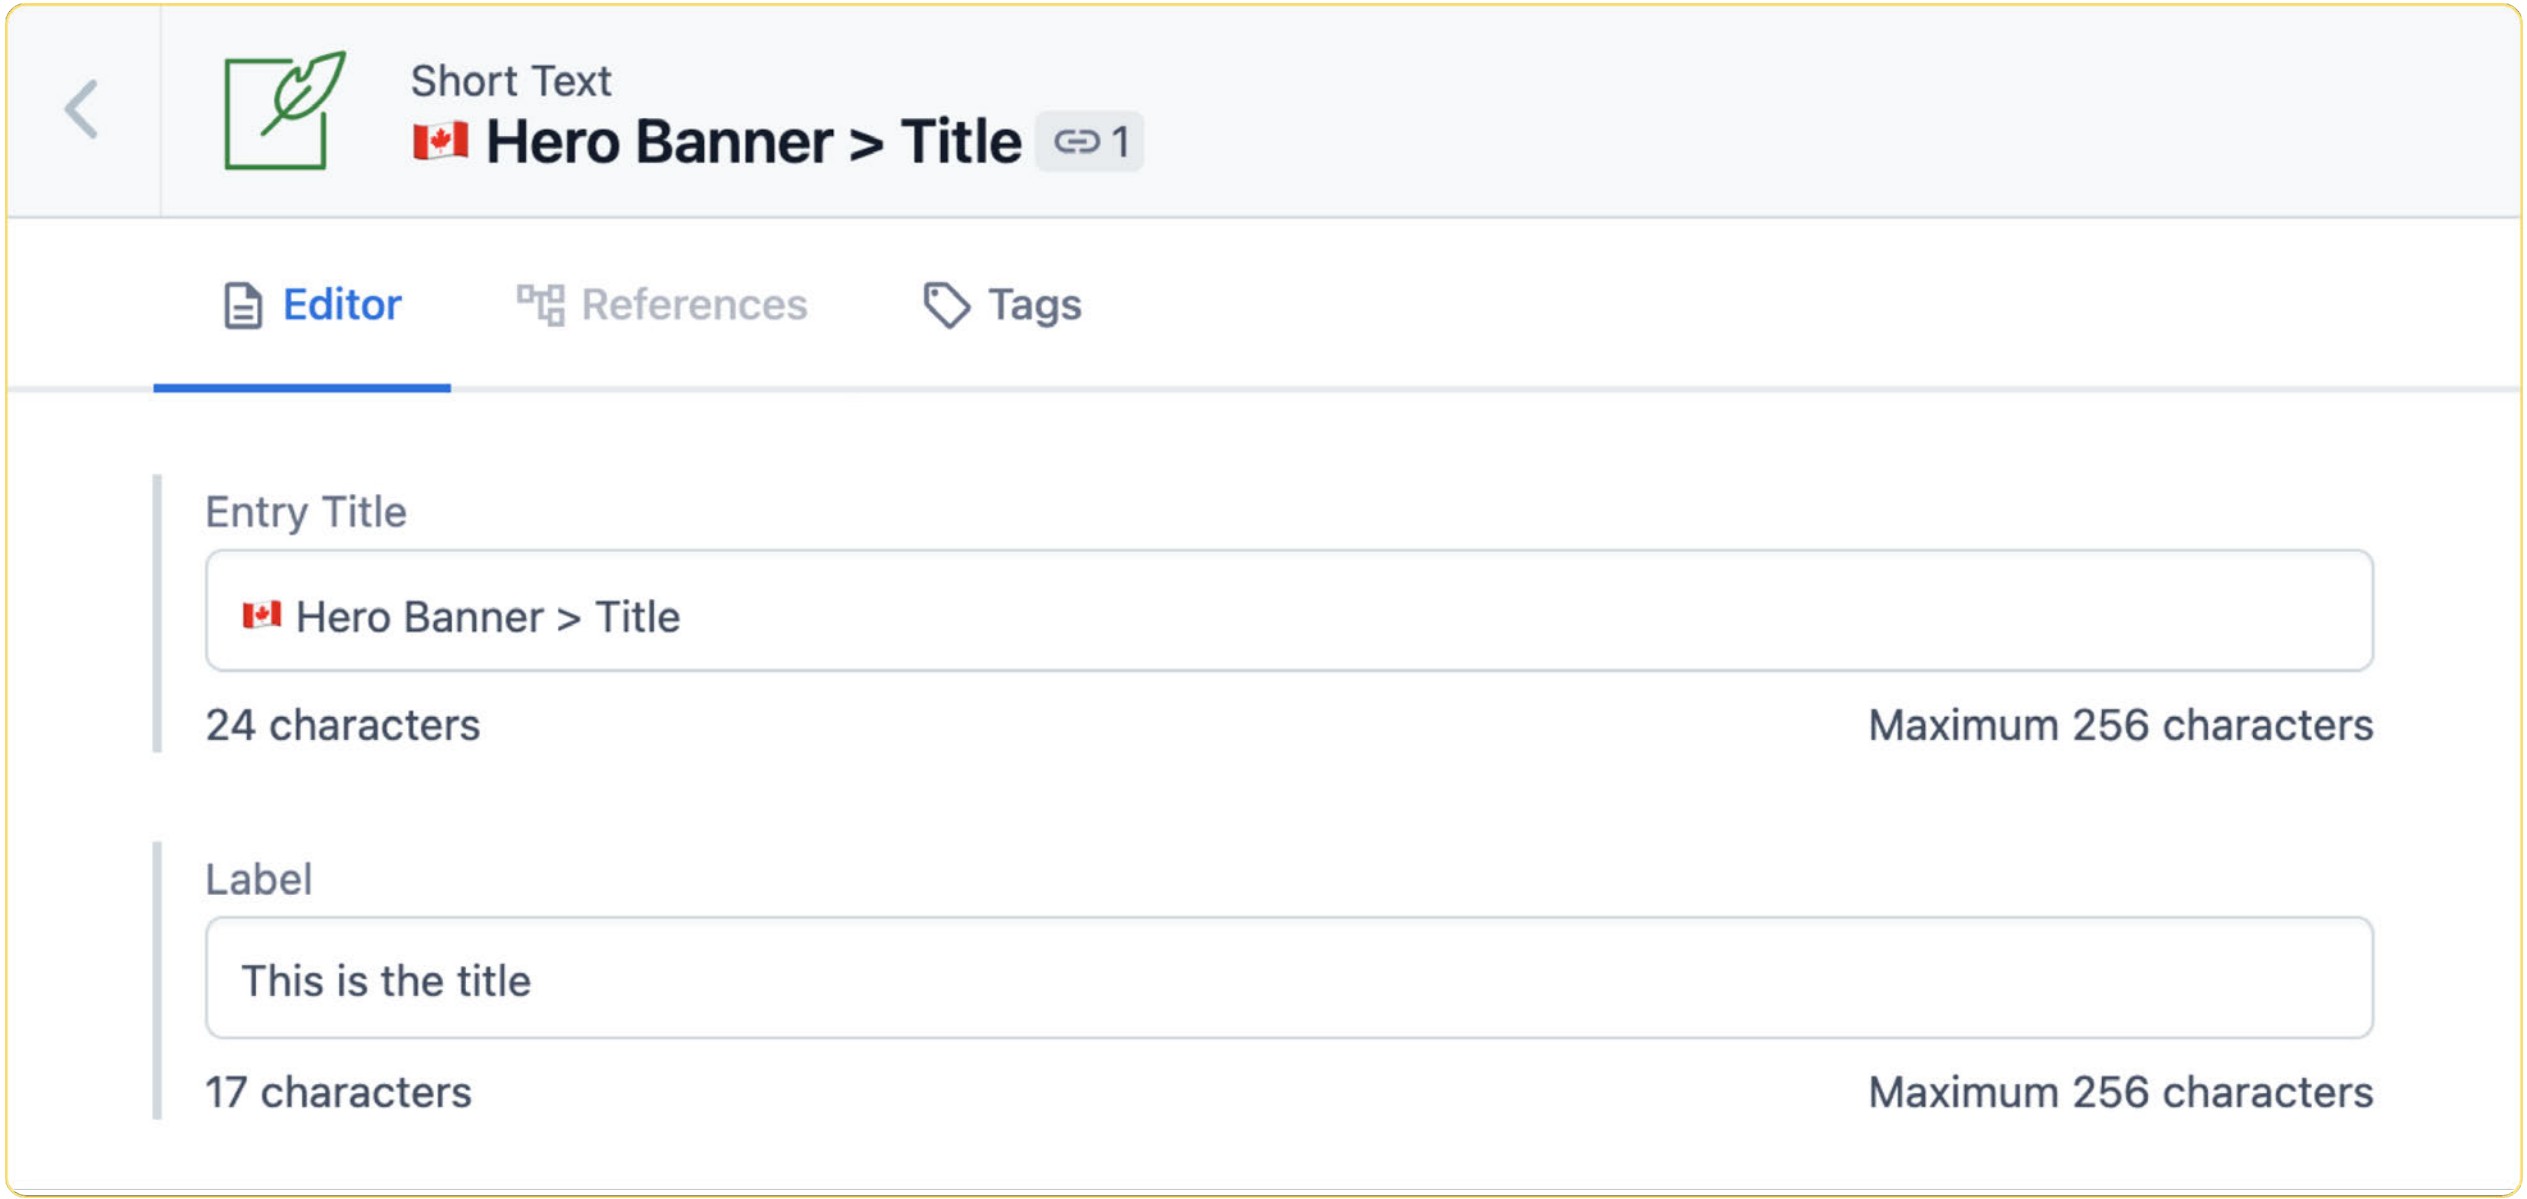 Short Text
🇨🇦 Hero Banner > Title 1
Editor References Tags
Entry Title
🇨🇦 Hero Banner > Title
24 characters Maximum 256 characters
Label
This is the title
17 characters Maximum 256 characters